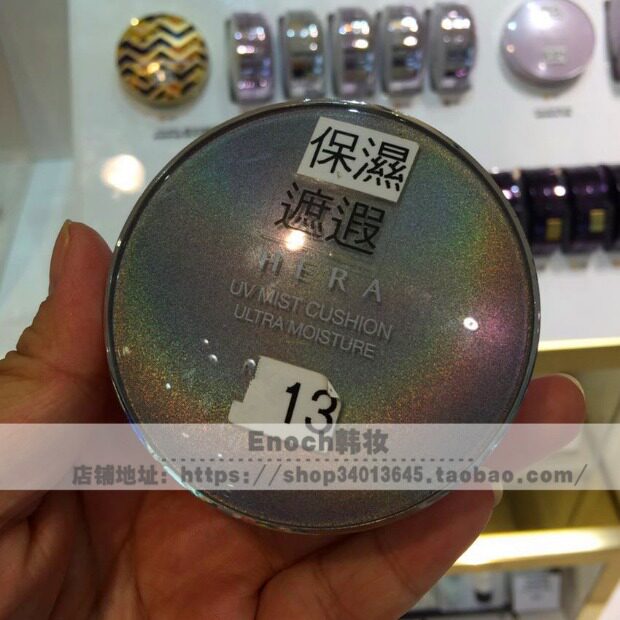 保濕
遮遐
HERA
UV MIST CUSHION
ULTRA MOISTURE
13
Enoch韩妆
店铺地址：https://shop34013645.taobao.com/